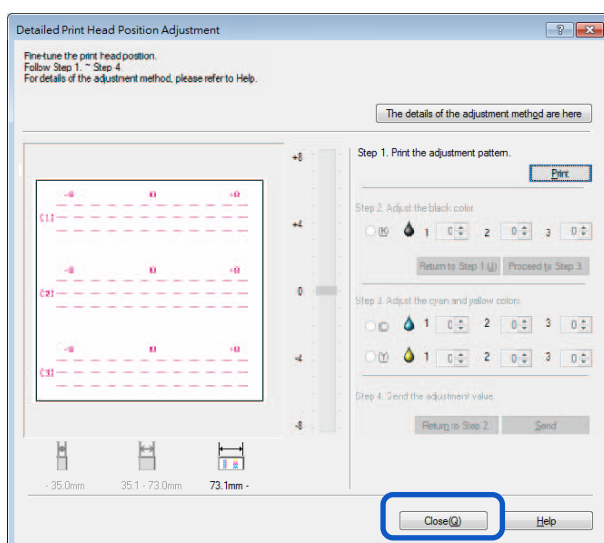 Detailed Print Head Position Adjustment
Fine-tune the print head position.
Follow Step 1. ~ Step 4.
For details of the adjustment method, please refer to Help.
The details of the adjustment method are here
Step 1. Print the adjustment pattern.
Print
Step 2. Adjust the black color.
(K) 1 0 2 0 3 0
Return to Step 1.(J) Proceed to Step 3.
Step 3. Adjust the cyan and yellow colors.
(C) 1 0 2 0 3 0
(Y) 1 0 2 0 3 0
Step 4. Send the adjustment value.
Return to Step 2. Send
+8
+4
0
-4
-8
-8 0 +8
(1)
-8 0 +8
(2)
-8 0 +8
(3)
- 35.0mm 35.1 - 73.0mm 73.1mm -
Close(Q) Help